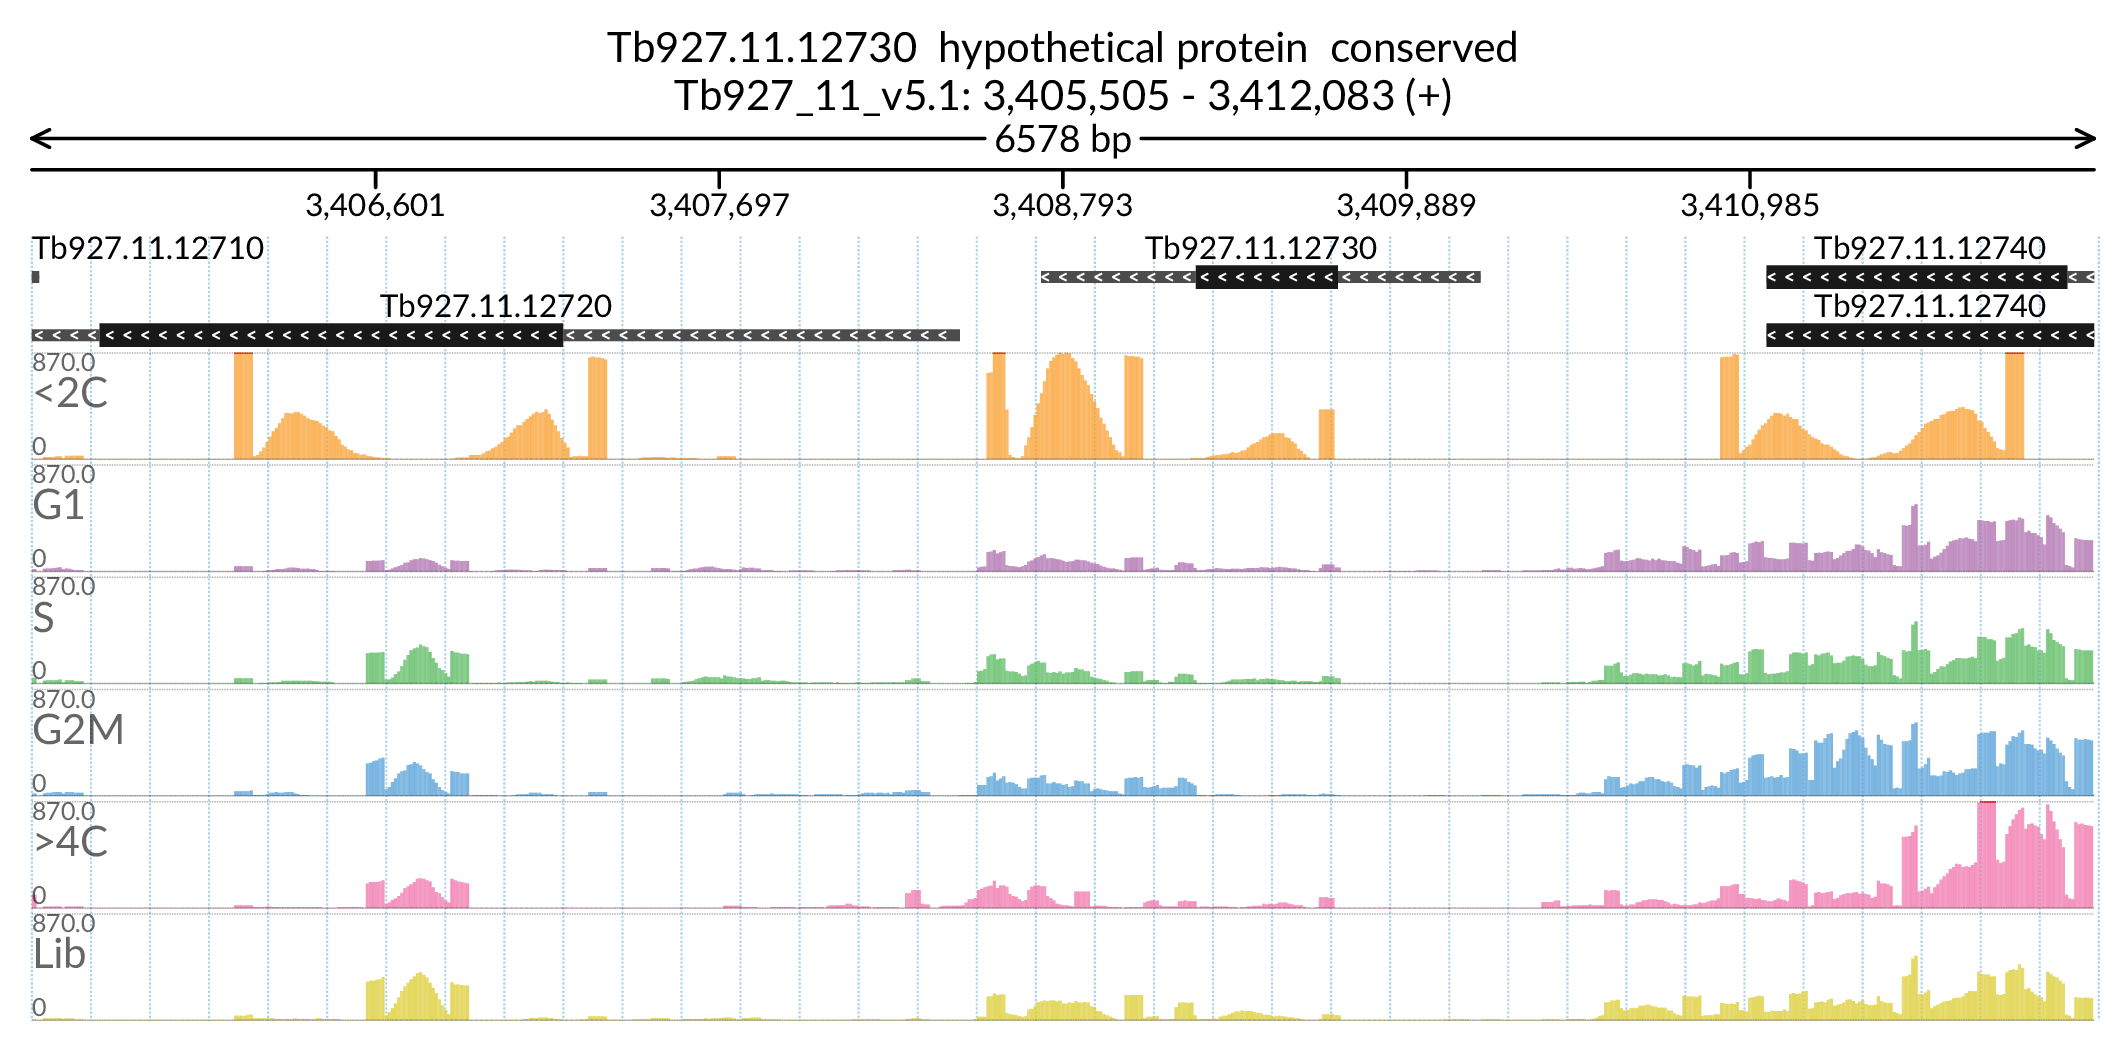 Tb927.11.12730  hypothetical protein  conserved
Tb927_11_v5.1: 3,405,505 - 3,412,083 (+)
6578 bp
3,406,601 3,407,697 3,408,793 3,409,889 3,410,985
Tb927.11.12710 Tb927.11.12730 Tb927.11.12740
Tb927.11.12720 Tb927.11.12740
870.0
<2C
0
870.0
G1
0
870.0
S
0
870.0
G2M
0
870.0
>4C
0
870.0
Lib
0